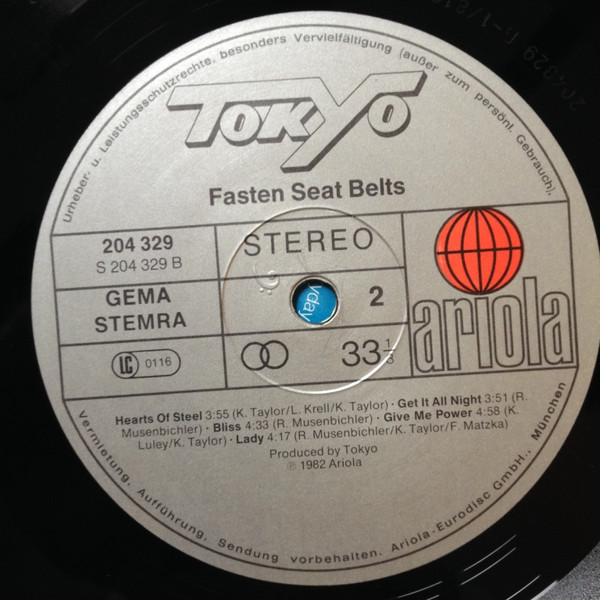 Urheber- u. Leistungsschutzrechte, besonders Vervielfältigung (außer zum persönl. Gebrauch),
TOKYO
Fasten Seat Belts
204 329
S 204 329 B
STEREO
GEMA
STEMRA
2
LC 0116
33 1/3
ariola
Hearts Of Steel 3:55 (K. Taylor/L. Krell/K. Taylor) · Get It All Night 3:51 (R.
Musenbichler) · Bliss 4:33 (R. Musenbichler) · Give Me Power 4:58 (K.
Luley/K. Taylor) · Lady 4:17 (R. Musenbichler/K. Taylor/F. Matzka)
Produced by Tokyo
℗ 1982 Ariola
Vermietung, Aufführung, Sendung vorbehalten. Ariola-Eurodisc GmbH., München